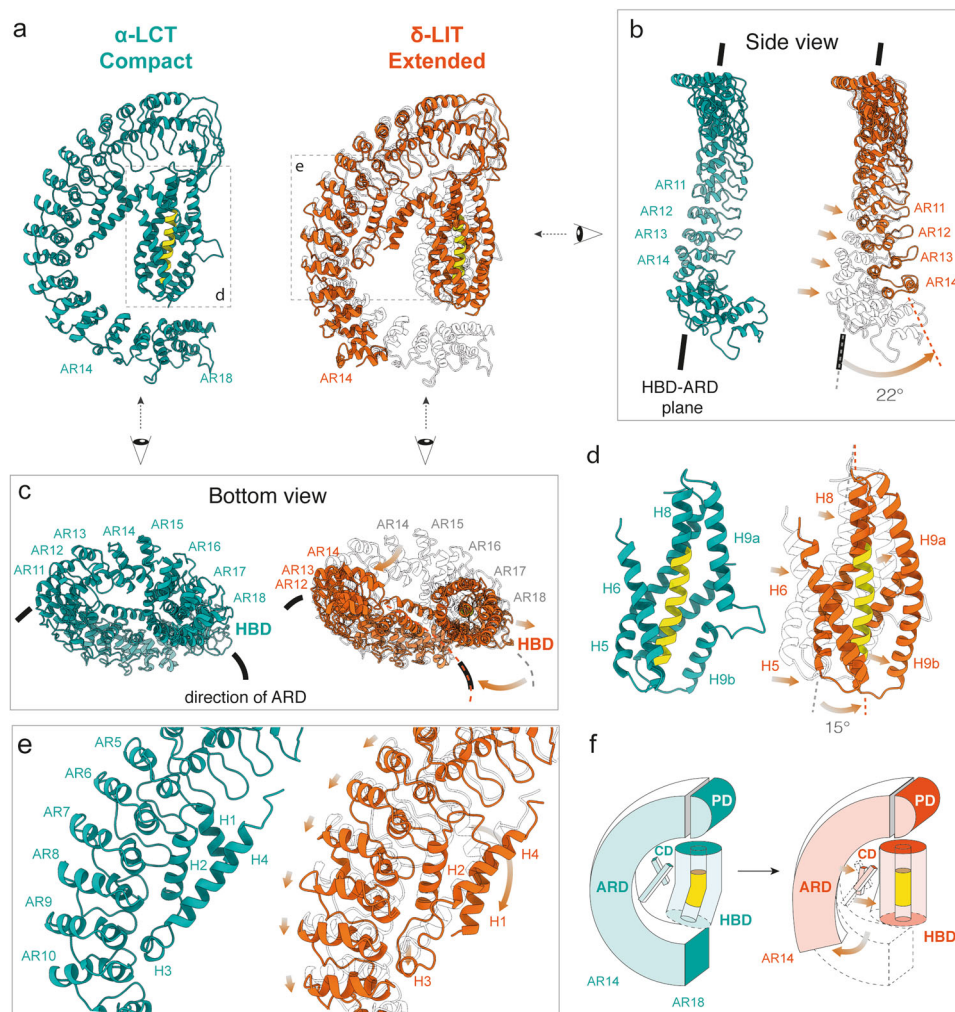 a
α-LCT
Compact
δ-LIT
Extended
d
e
AR14
AR18
AR14
b
Side view
AR11
AR12
AR13
AR14
AR11
AR12
AR13
AR14
HBD-ARD
plane
22°
c
Bottom view
AR11
AR12
AR13
AR14
AR15
AR16
AR17
AR18
HBD
direction of ARD
AR12
AR13
AR14
AR14
AR15
AR16
AR17
AR18
HBD
d
H8
H9a
H6
H5
H9b
H8
H9a
H6
H5
H9b
15°
e
AR5
AR6
AR7
AR8
AR9
AR10
H1
H2
H4
H3
H2
H4
H1
H3
f
PD
CD
ARD
HBD
AR14
AR18
PD
CD
ARD
HBD
AR14